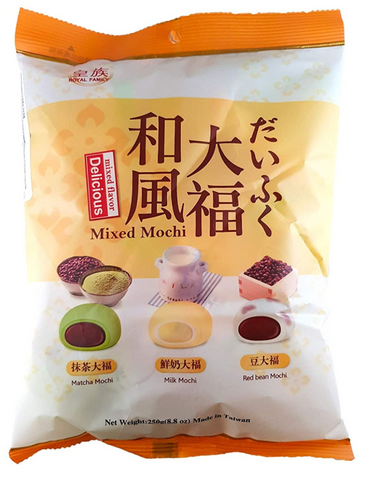 皇族
ROYAL FAMILY
だいふく
大福
和風
mixed flavor
Delicious
Mixed Mochi
MILK
抹茶大福
Matcha Mochi
鮮奶大福
Milk Mochi
豆大福
Red bean Mochi
Net Weight:250g(8.8 oz) Made in Taiwan